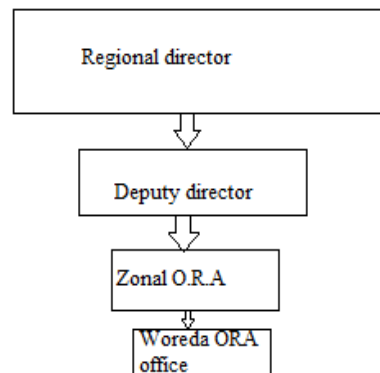 Regional director
Deputy director
Zonal O.R.A
Woreda ORA
office